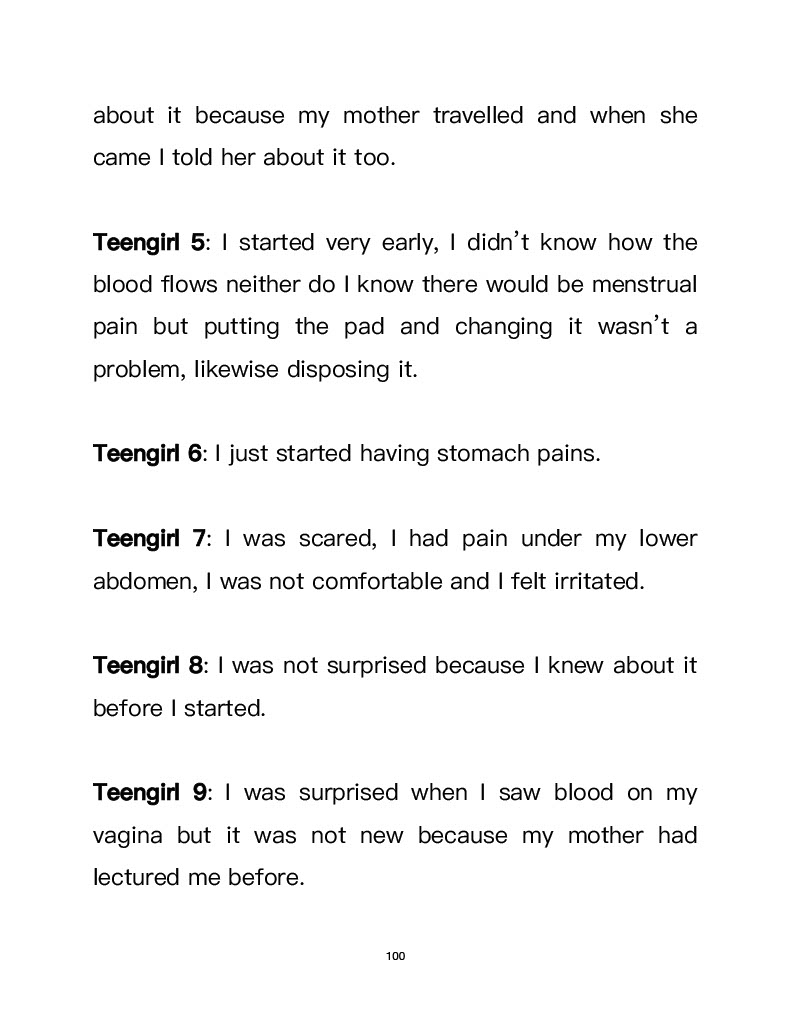 about it because my mother travelled and when she
came I told her about it too.
Teengirl 5: I started very early, I didn’t know how the
blood flows neither do I know there would be menstrual
pain but putting the pad and changing it wasn’t a
problem, likewise disposing it.
Teengirl 6: I just started having stomach pains.
Teengirl 7: I was scared, I had pain under my lower
abdomen, I was not comfortable and I felt irritated.
Teengirl 8: I was not surprised because I knew about it
before I started.
Teengirl 9: I was surprised when I saw blood on my
vagina but it was not new because my mother had
lectured me before.
100